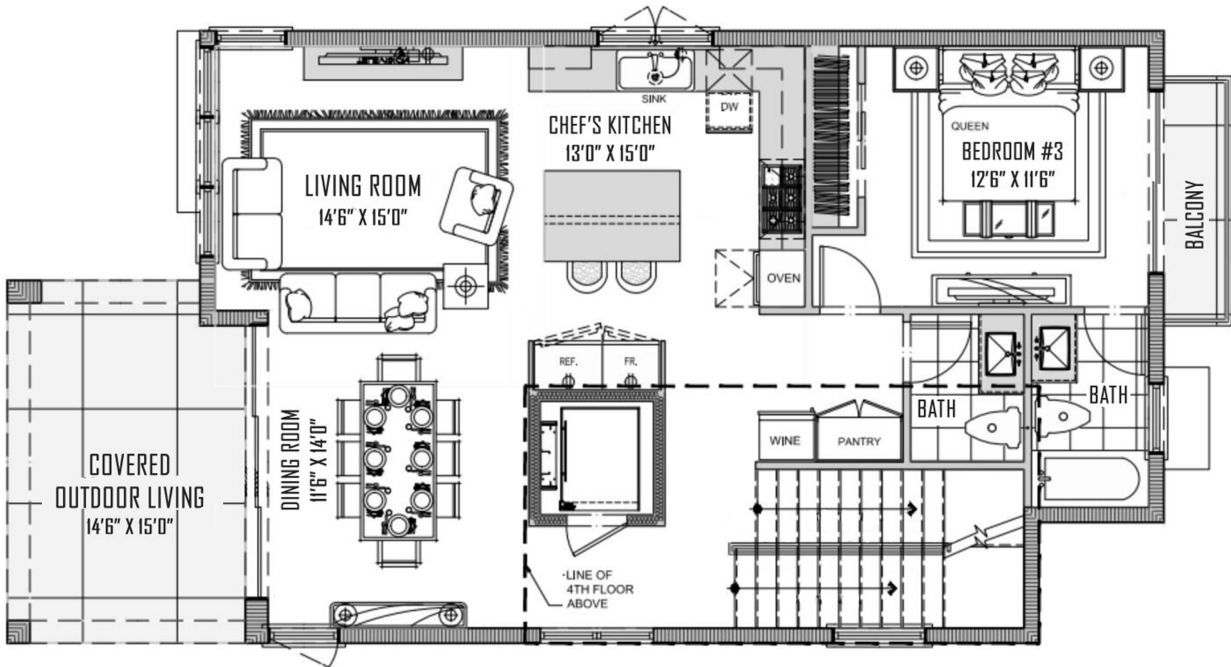 SINK
DW
CHEF'S KITCHEN
13'0" X 15'0"
QUEEN
BEDROOM #3
12'6" X 11'6"
LIVING ROOM
14'6" X 15'0"
BALCONY
OVEN
REF.
FR.
BATH
BATH
WINE
PANTRY
DINING ROOM
11'6" X 14'0"
COVERED
OUTDOOR LIVING
14'6" X 15'0"
LINE OF
4TH FLOOR
ABOVE